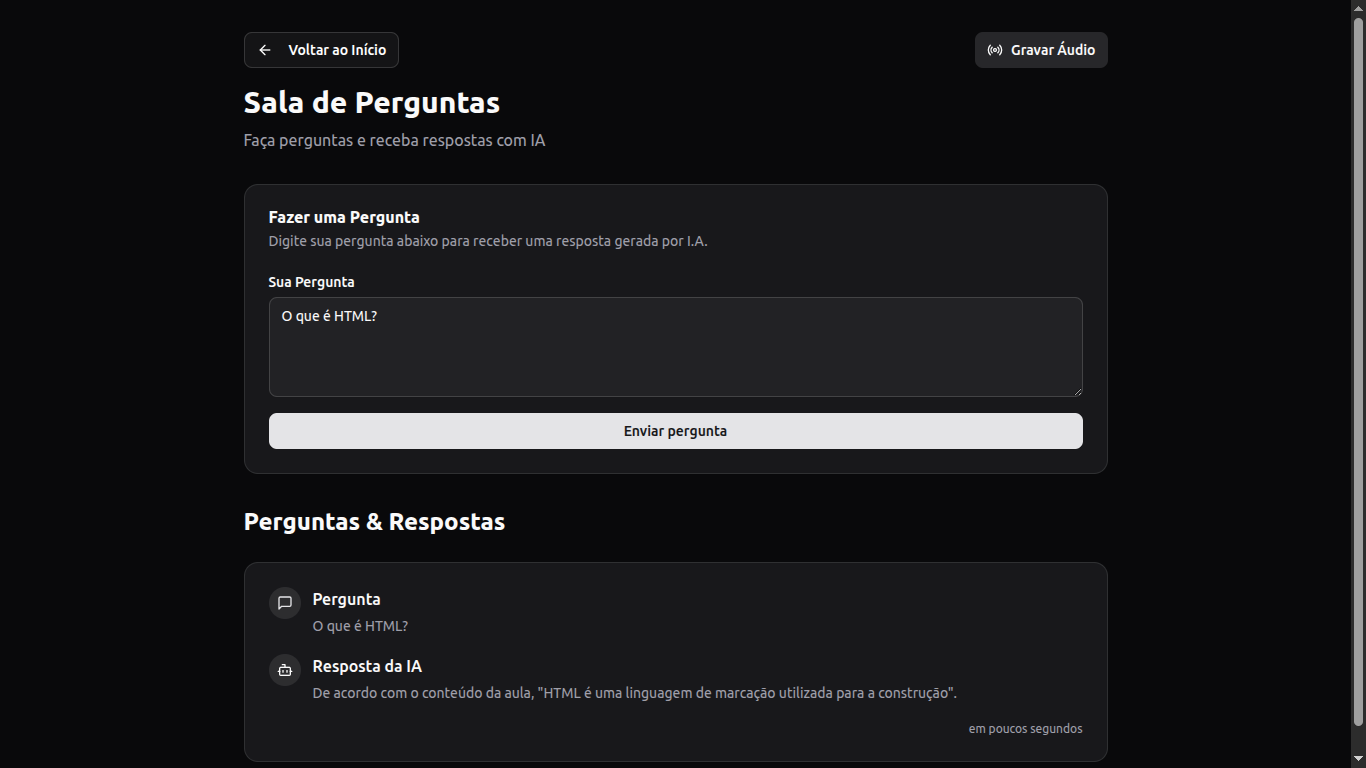 Voltar ao Início
Gravar Áudio
Sala de Perguntas
Faça perguntas e receba respostas com IA
Fazer uma Pergunta
Digite sua pergunta abaixo para receber uma resposta gerada por I.A.
Sua Pergunta
O que é HTML?
Enviar pergunta
Perguntas & Respostas
Pergunta
O que é HTML?
Resposta da IA
De acordo com o conteúdo da aula, "HTML é uma linguagem de marcação utilizada para a construção".
em poucos segundos